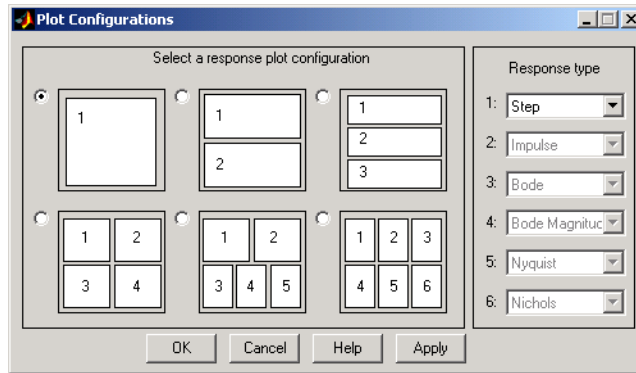 Plot Configurations
Select a response plot configuration
1
1
2
1
2
3
1 2
3 4
1 2
3 4 5
1 2 3
4 5 6
Response type
1: Step
2: Impulse
3: Bode
4: Bode Magnituc
5: Nyquist
6: Nichols
OK Cancel Help Apply